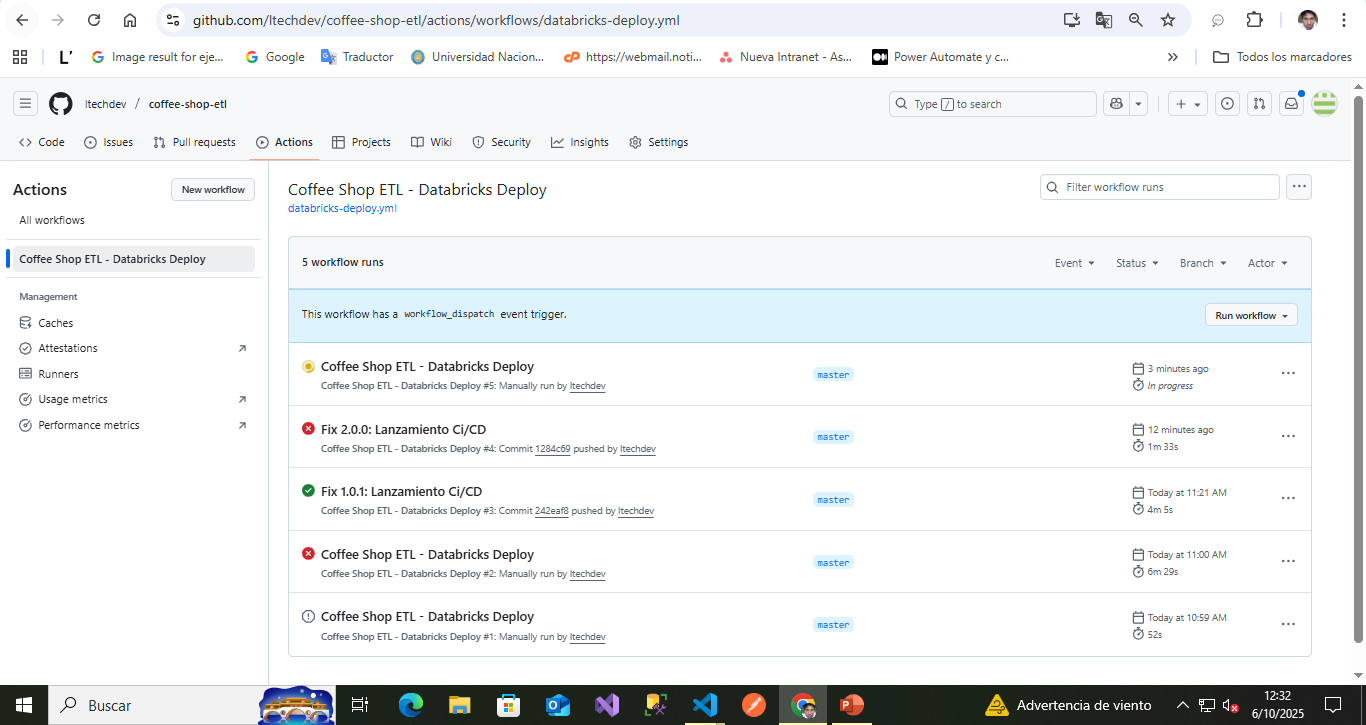 github.com/ltechdev/coffee-shop-etl/actions/workflows/databricks-deploy.yml
L' Image result for eje... Google Traductor Universidad Nacion... https://webmail.noti... Nueva Intranet - As... Power Automate y c... » Todos los marcadores
ltechdev / coffee-shop-etl Type / to search
Code Issues Pull requests Actions Projects Wiki Security Insights Settings
Actions New workflow
All workflows
Coffee Shop ETL - Databricks Deploy
Management
Caches
Attestations
Runners
Usage metrics
Performance metrics
Coffee Shop ETL - Databricks Deploy Filter workflow runs
databricks-deploy.yml
5 workflow runs Event Status Branch Actor
This workflow has a workflow_dispatch event trigger. Run workflow
Coffee Shop ETL - Databricks Deploy master 3 minutes ago
Coffee Shop ETL - Databricks Deploy #5: Manually run by ltechdev In progress
Fix 2.0.0: Lanzamiento Ci/CD master 12 minutes ago
Coffee Shop ETL - Databricks Deploy #4: Commit 1284c69 pushed by ltechdev 1m 33s
Fix 1.0.1: Lanzamiento Ci/CD master Today at 11:21 AM
Coffee Shop ETL - Databricks Deploy #3: Commit 242eaf8 pushed by ltechdev 4m 5s
Coffee Shop ETL - Databricks Deploy master Today at 11:00 AM
Coffee Shop ETL - Databricks Deploy #2: Manually run by ltechdev 6m 29s
Coffee Shop ETL - Databricks Deploy master Today at 10:59 AM
Coffee Shop ETL - Databricks Deploy #1: Manually run by ltechdev 52s
Buscar Advertencia de viento 12:32
6/10/2025